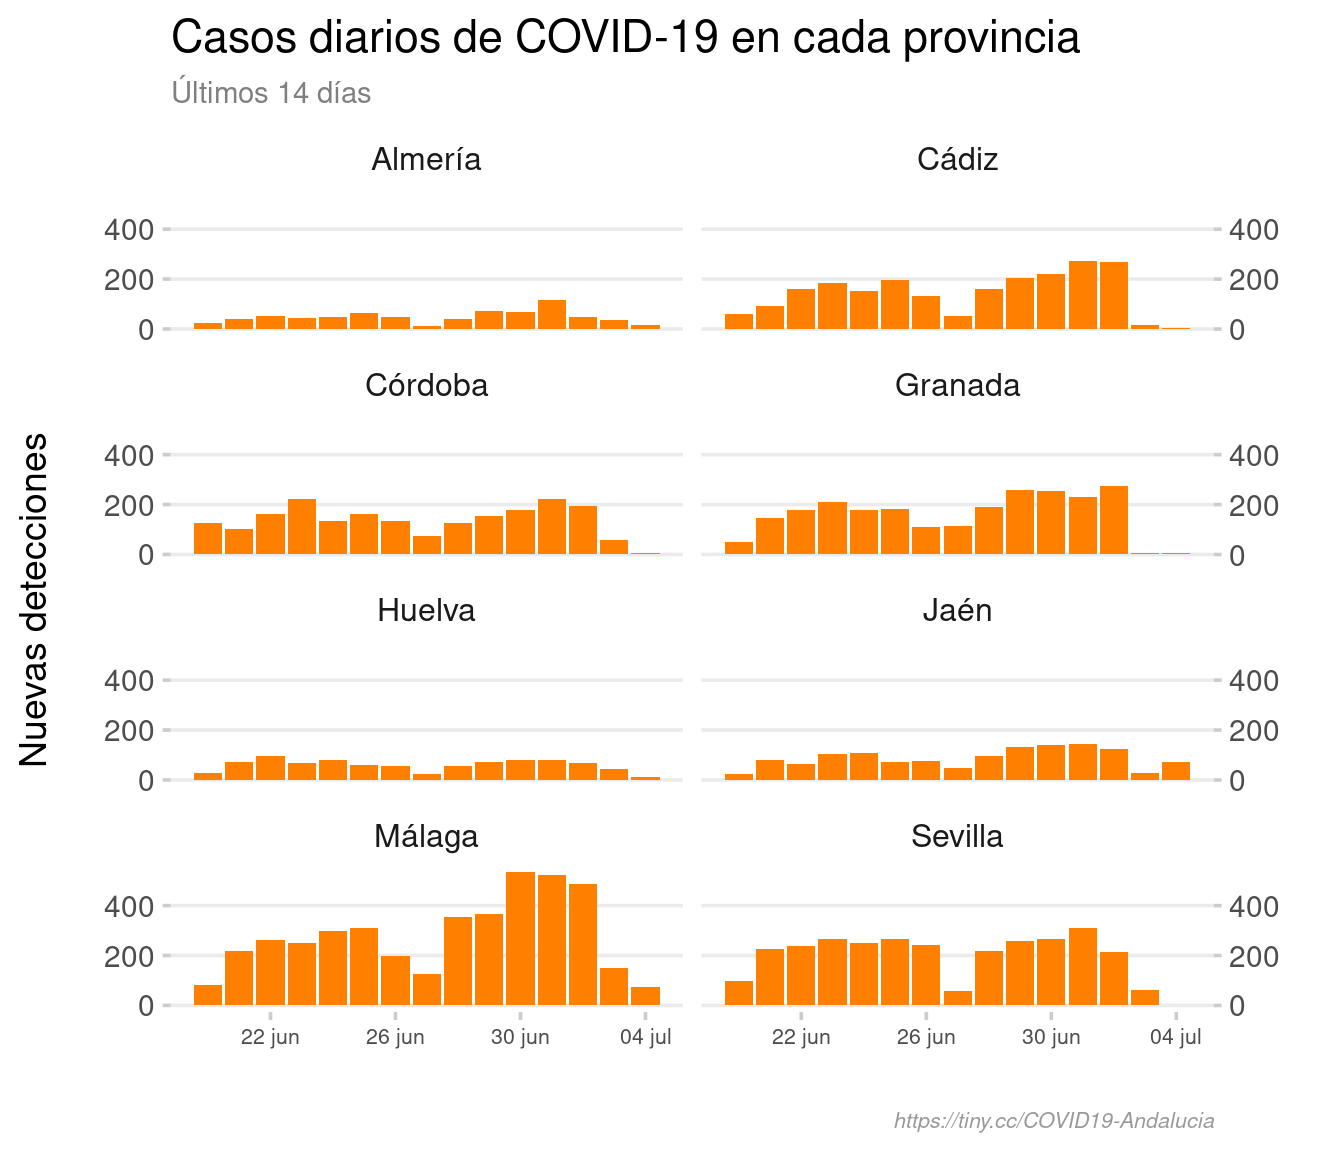 Casos diarios de COVID-19 en cada provincia
Últimos 14 días
Nuevas detecciones
Almería
Cádiz
400
200
0
400
200
0
Córdoba
Granada
400
200
0
400
200
0
Huelva
Jaén
400
200
0
400
200
0
Málaga
Sevilla
400
200
0
400
200
0
22 jun 26 jun 30 jun 04 jul
22 jun 26 jun 30 jun 04 jul
https://tiny.cc/COVID19-Andalucia